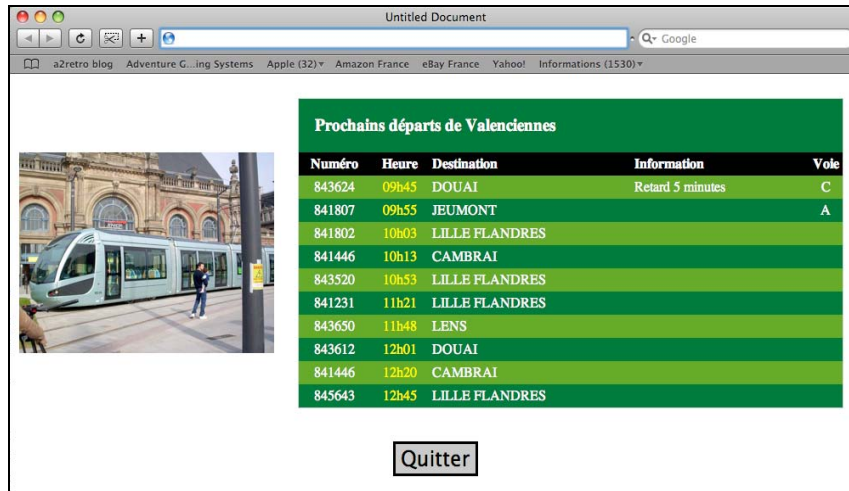 Untitled Document
Google
a2retro blog Adventure G...ing Systems Apple (32) Amazon France eBay France Yahoo! Informations (1530)
Prochains départs de Valenciennes
Numéro Heure Destination Information Voie
843624 09h45 DOUAI Retard 5 minutes C
841807 09h55 JEUMONT A
841802 10h03 LILLE FLANDRES
841446 10h13 CAMBRAI
843520 10h53 LILLE FLANDRES
841231 11h21 LILLE FLANDRES
843650 11h48 LENS
843612 12h01 DOUAI
841446 12h20 CAMBRAI
845643 12h45 LILLE FLANDRES
Quitter